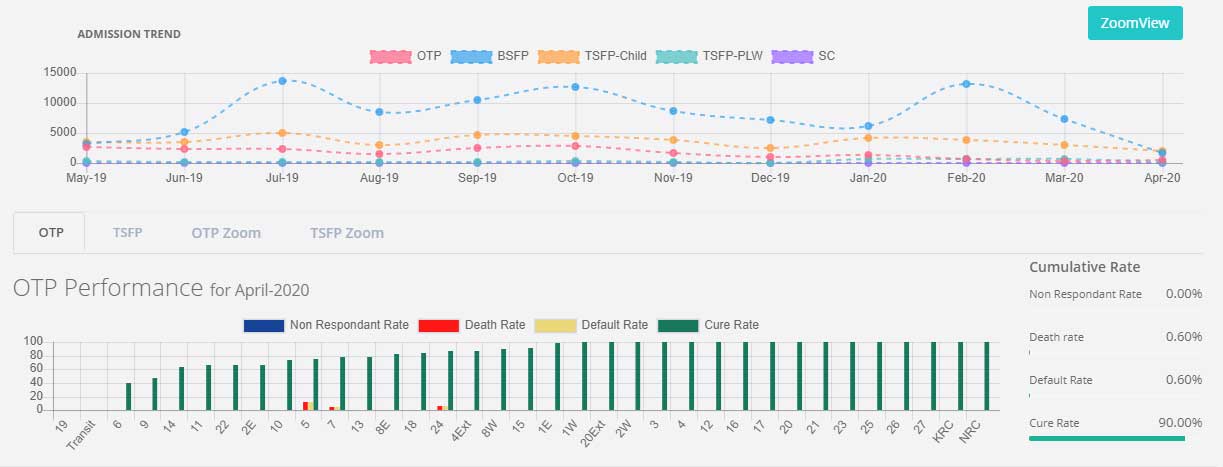 ZoomView
ADMISSION TREND
OTP BSFP TSFP-Child TSFP-PLW SC
15000
10000
5000
0
May-19 Jun-19 Jul-19 Aug-19 Sep-19 Oct-19 Nov-19 Dec-19 Jan-20 Feb-20 Mar-20 Apr-20
OTP TSFP OTP Zoom TSFP Zoom
OTP Performance for April-2020
Non Respondant Rate Death Rate Default Rate Cure Rate
100
80
60
40
20
0
19 Transit 6 9 14 11 22 2E 10 5 7 13 8E 18 24 4Ext 8W 15 1E 1W 20Ext 2W 3 4 12 16 17 20 21 23 25 26 27 KRC NRC
Cumulative Rate
Non Respondant Rate 0.00%
Death rate 0.60%
Default Rate 0.60%
Cure Rate 90.00%